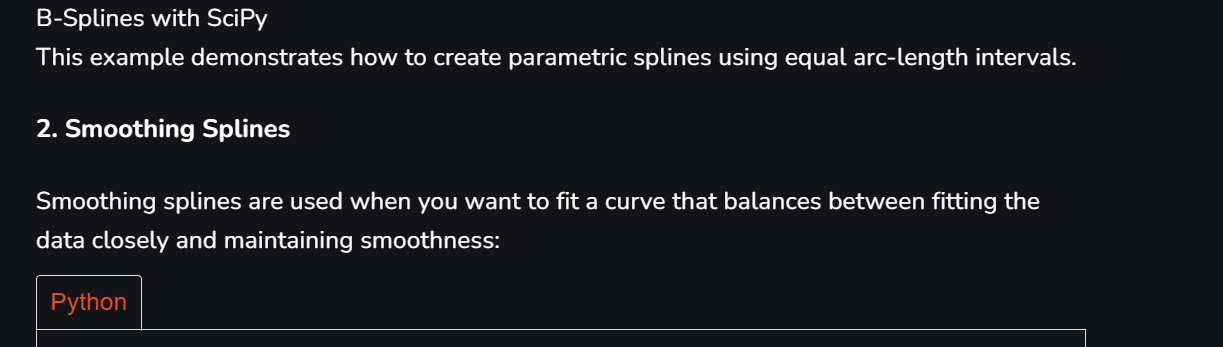 B-Splines with SciPy
This example demonstrates how to create parametric splines using equal arc-length intervals.
2. Smoothing Splines
Smoothing splines are used when you want to fit a curve that balances between fitting the
data closely and maintaining smoothness:
Python